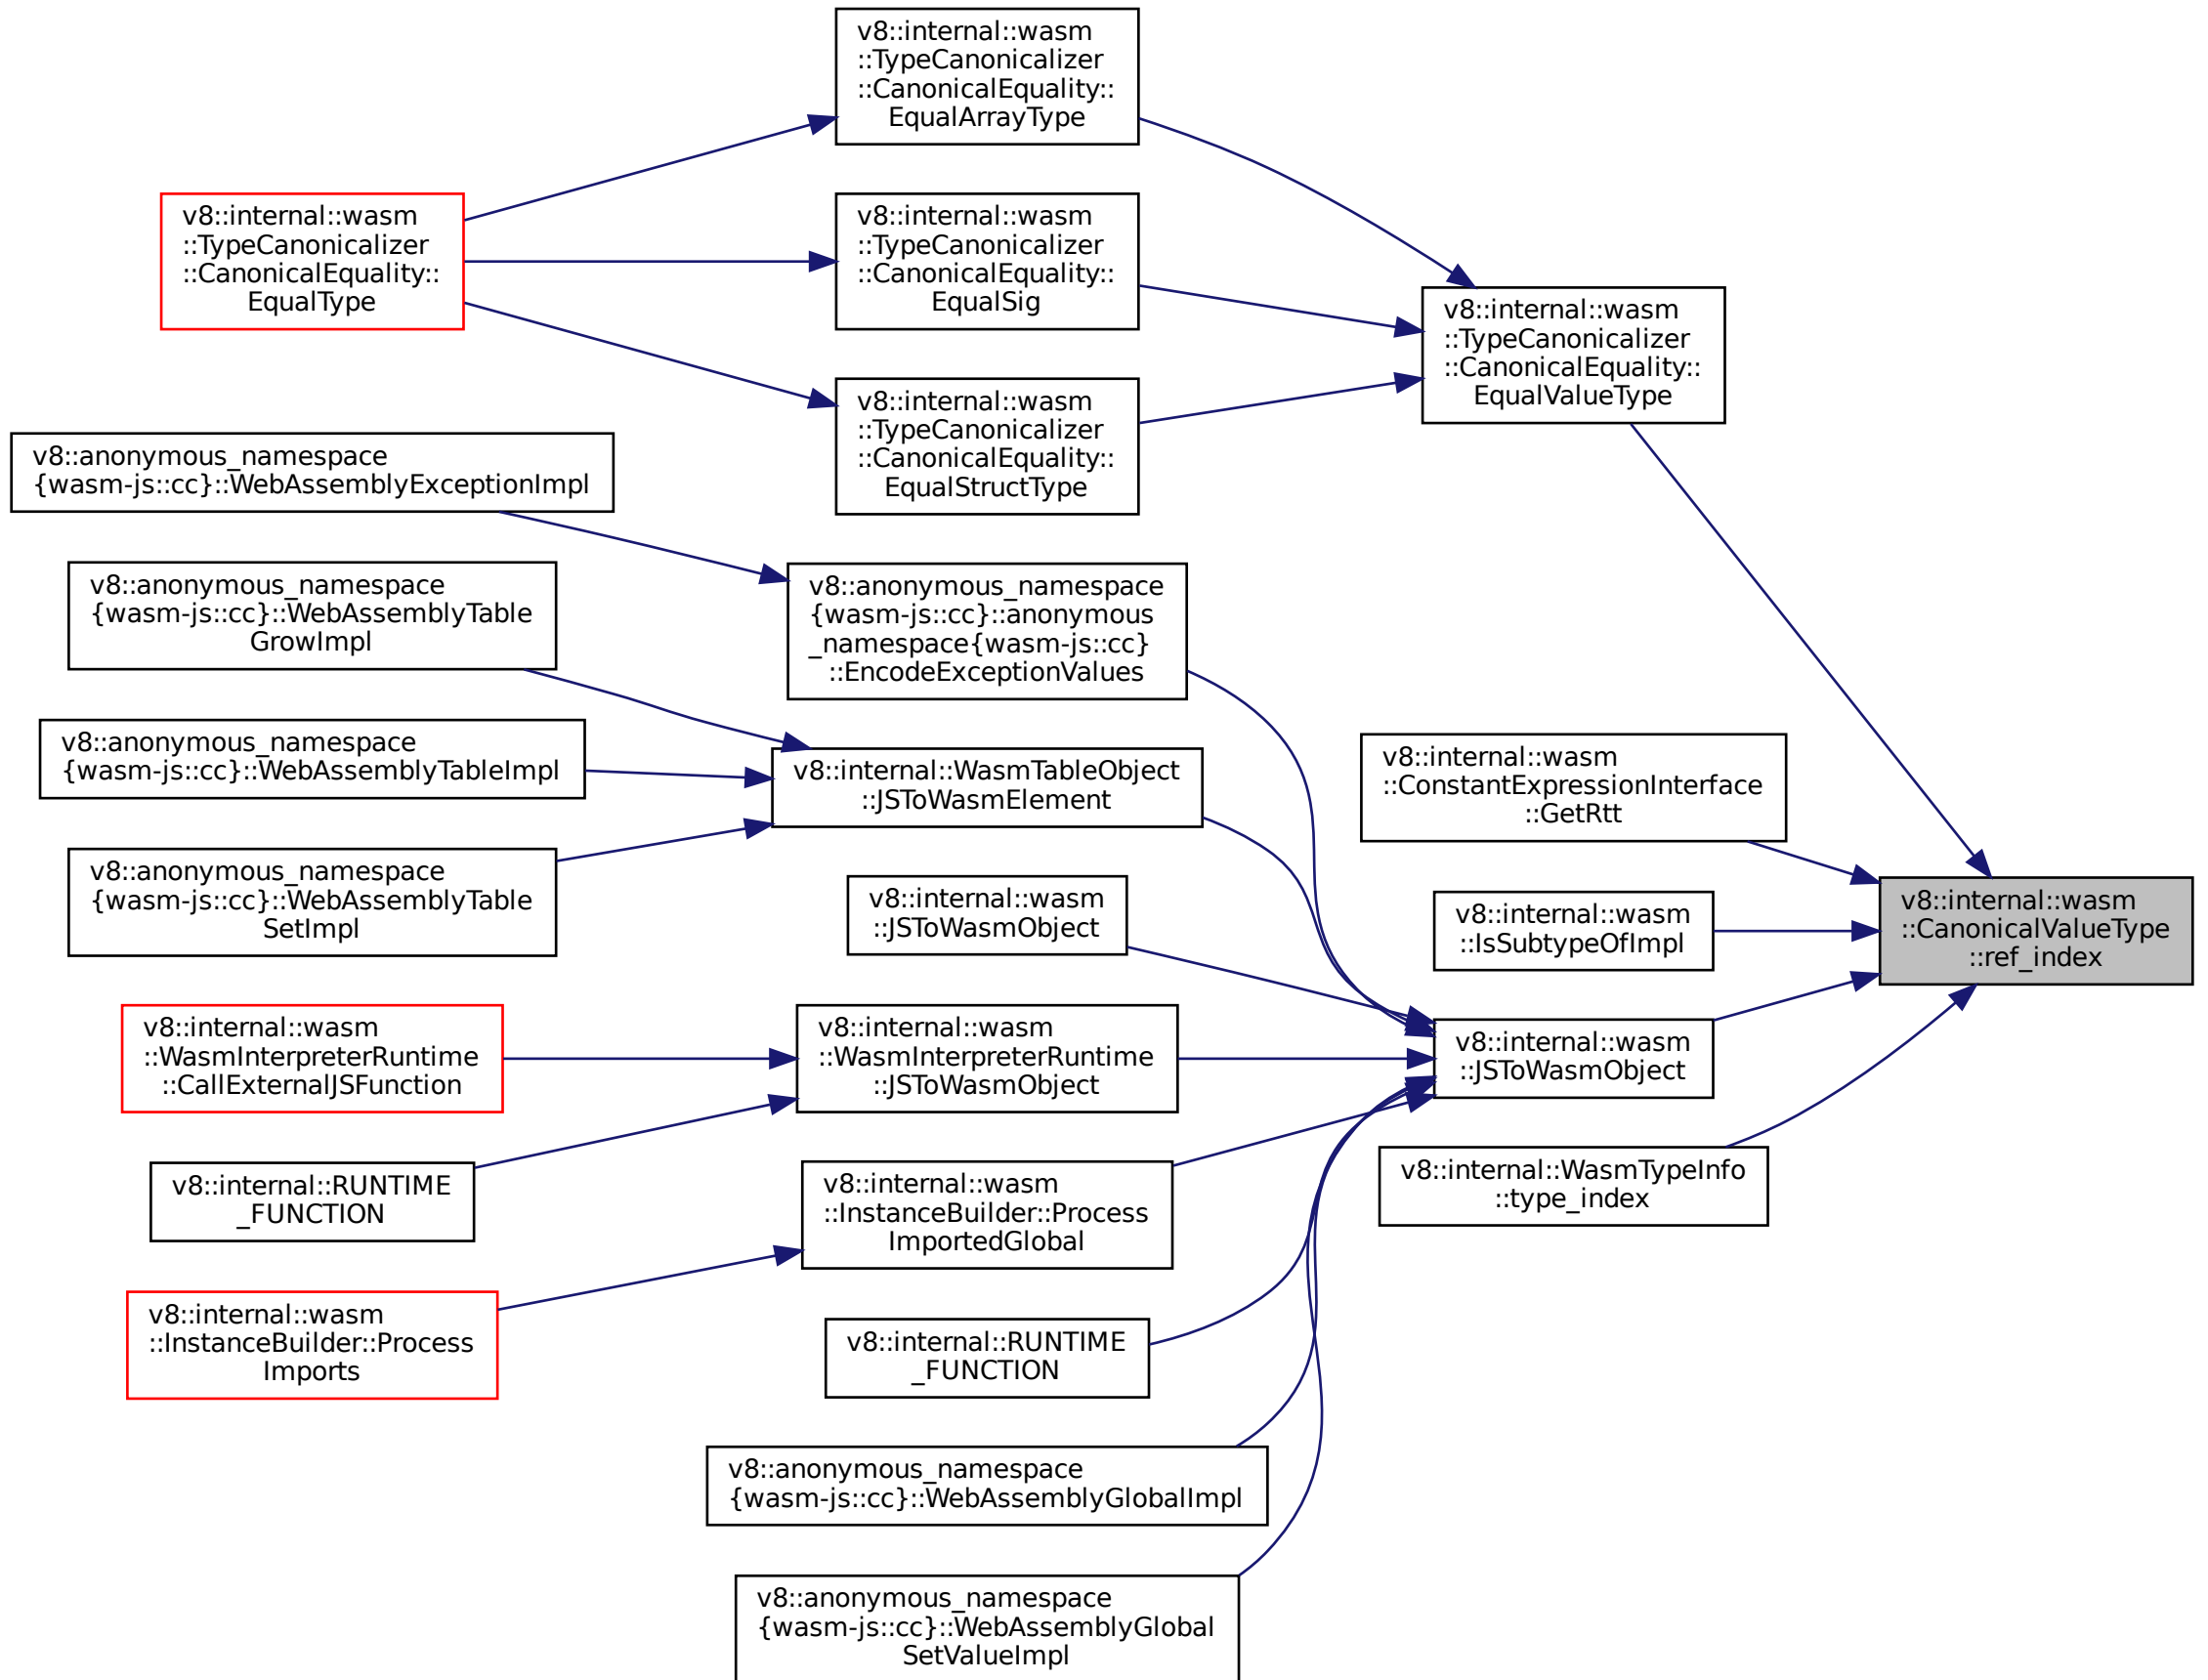 v8::internal::wasm
::TypeCanonicalizer
::CanonicalEquality::
EqualArrayType
v8::internal::wasm
::TypeCanonicalizer
::CanonicalEquality::
EqualType
v8::internal::wasm
::TypeCanonicalizer
::CanonicalEquality::
EqualSig
v8::internal::wasm
::TypeCanonicalizer
::CanonicalEquality::
EqualValueType
v8::internal::wasm
::TypeCanonicalizer
::CanonicalEquality::
EqualStructType
v8::anonymous_namespace
{wasm-js::cc}::WebAssemblyExceptionImpl
v8::anonymous_namespace
{wasm-js::cc}::WebAssemblyTable
GrowImpl
v8::anonymous_namespace
{wasm-js::cc}::anonymous
_namespace{wasm-js::cc}
::EncodeExceptionValues
v8::anonymous_namespace
{wasm-js::cc}::WebAssemblyTableImpl
v8::internal::WasmTableObject
::JSToWasmElement
v8::internal::wasm
::ConstantExpressionInterface
::GetRtt
v8::anonymous_namespace
{wasm-js::cc}::WebAssemblyTable
SetImpl
v8::internal::wasm
::JSToWasmObject
v8::internal::wasm
::IsSubtypeOfImpl
v8::internal::wasm
::CanonicalValueType
::ref_index
v8::internal::wasm
::WasmInterpreterRuntime
::CallExternalJSFunction
v8::internal::wasm
::WasmInterpreterRuntime
::JSToWasmObject
v8::internal::wasm
::JSToWasmObject
v8::internal::RUNTIME
_FUNCTION
v8::internal::wasm
::InstanceBuilder::Process
ImportedGlobal
v8::internal::WasmTypeInfo
::type_index
v8::internal::wasm
::InstanceBuilder::Process
Imports
v8::internal::RUNTIME
_FUNCTION
v8::anonymous_namespace
{wasm-js::cc}::WebAssemblyGlobalImpl
v8::anonymous_namespace
{wasm-js::cc}::WebAssemblyGlobal
SetValueImpl